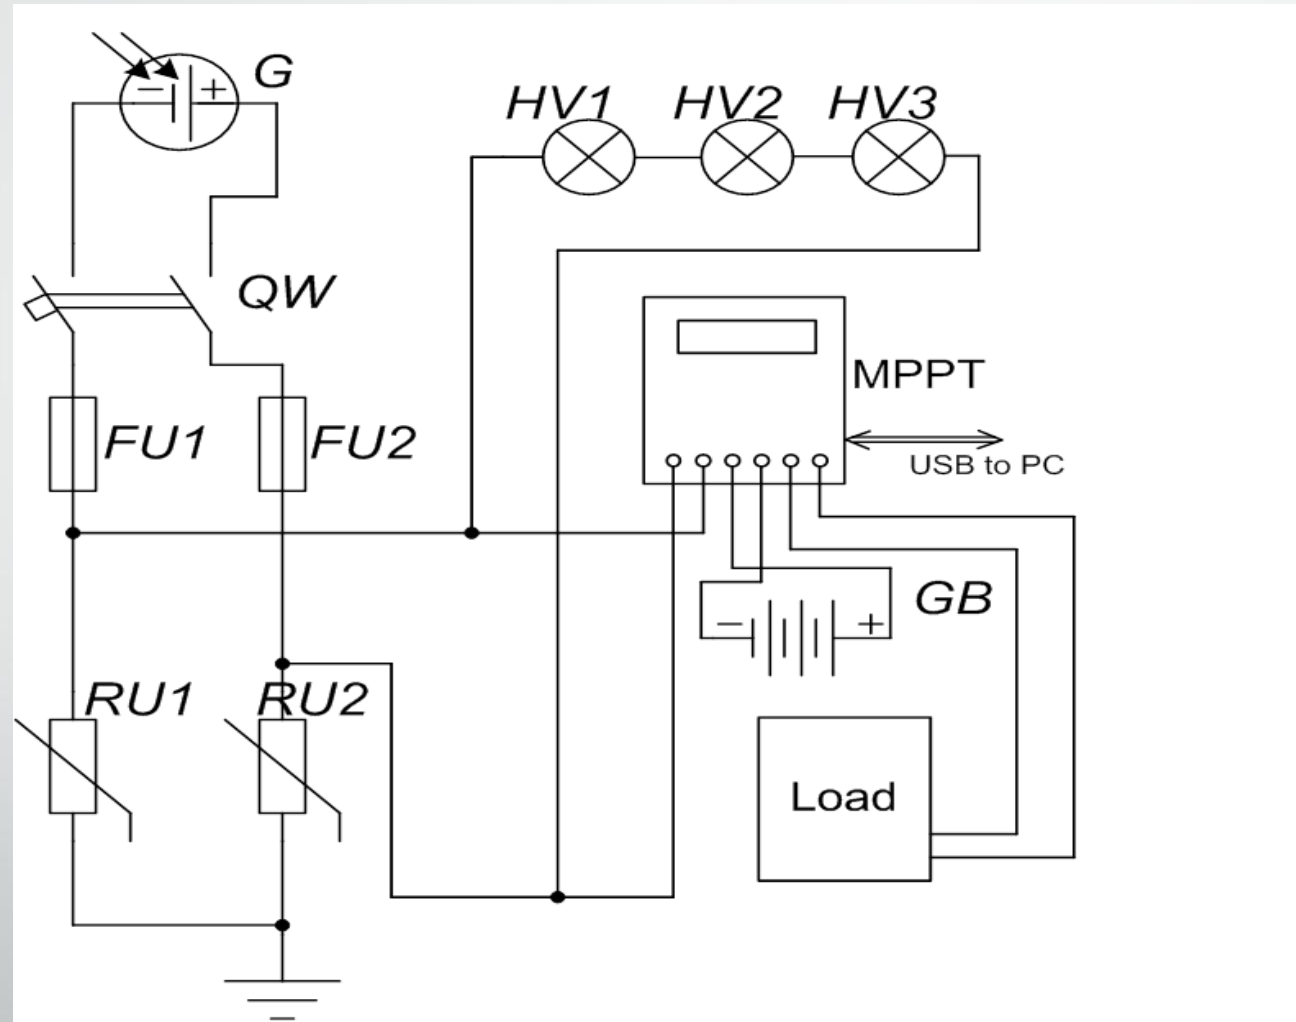 G
− +
HV1 HV2 HV3
QW
MPPT
FU1 FU2
USB to PC
GB
− +
RU1 RU2
Load